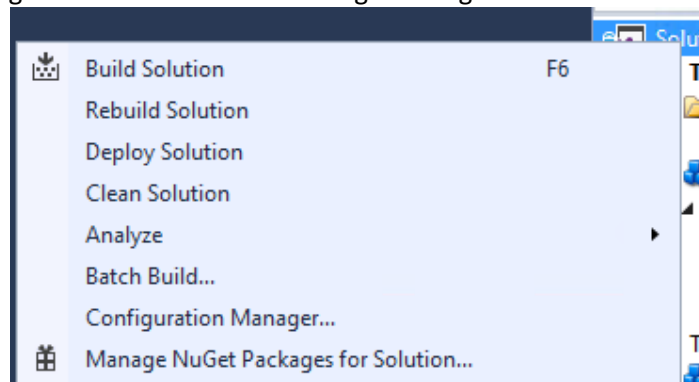 Solu
Build Solution F6
Rebuild Solution
Deploy Solution
Clean Solution
Analyze
Batch Build...
Configuration Manager...
Manage NuGet Packages for Solution...